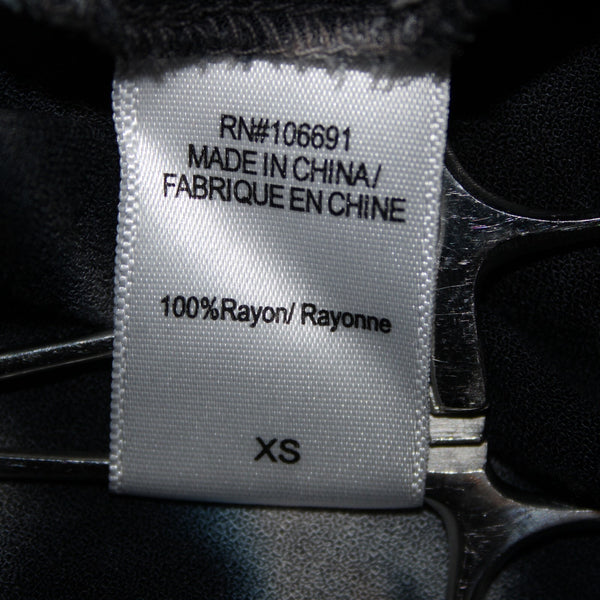 RN#106691
MADE IN CHINA/
FABRIQUE EN CHINE
100%Rayon/ Rayonne
XS